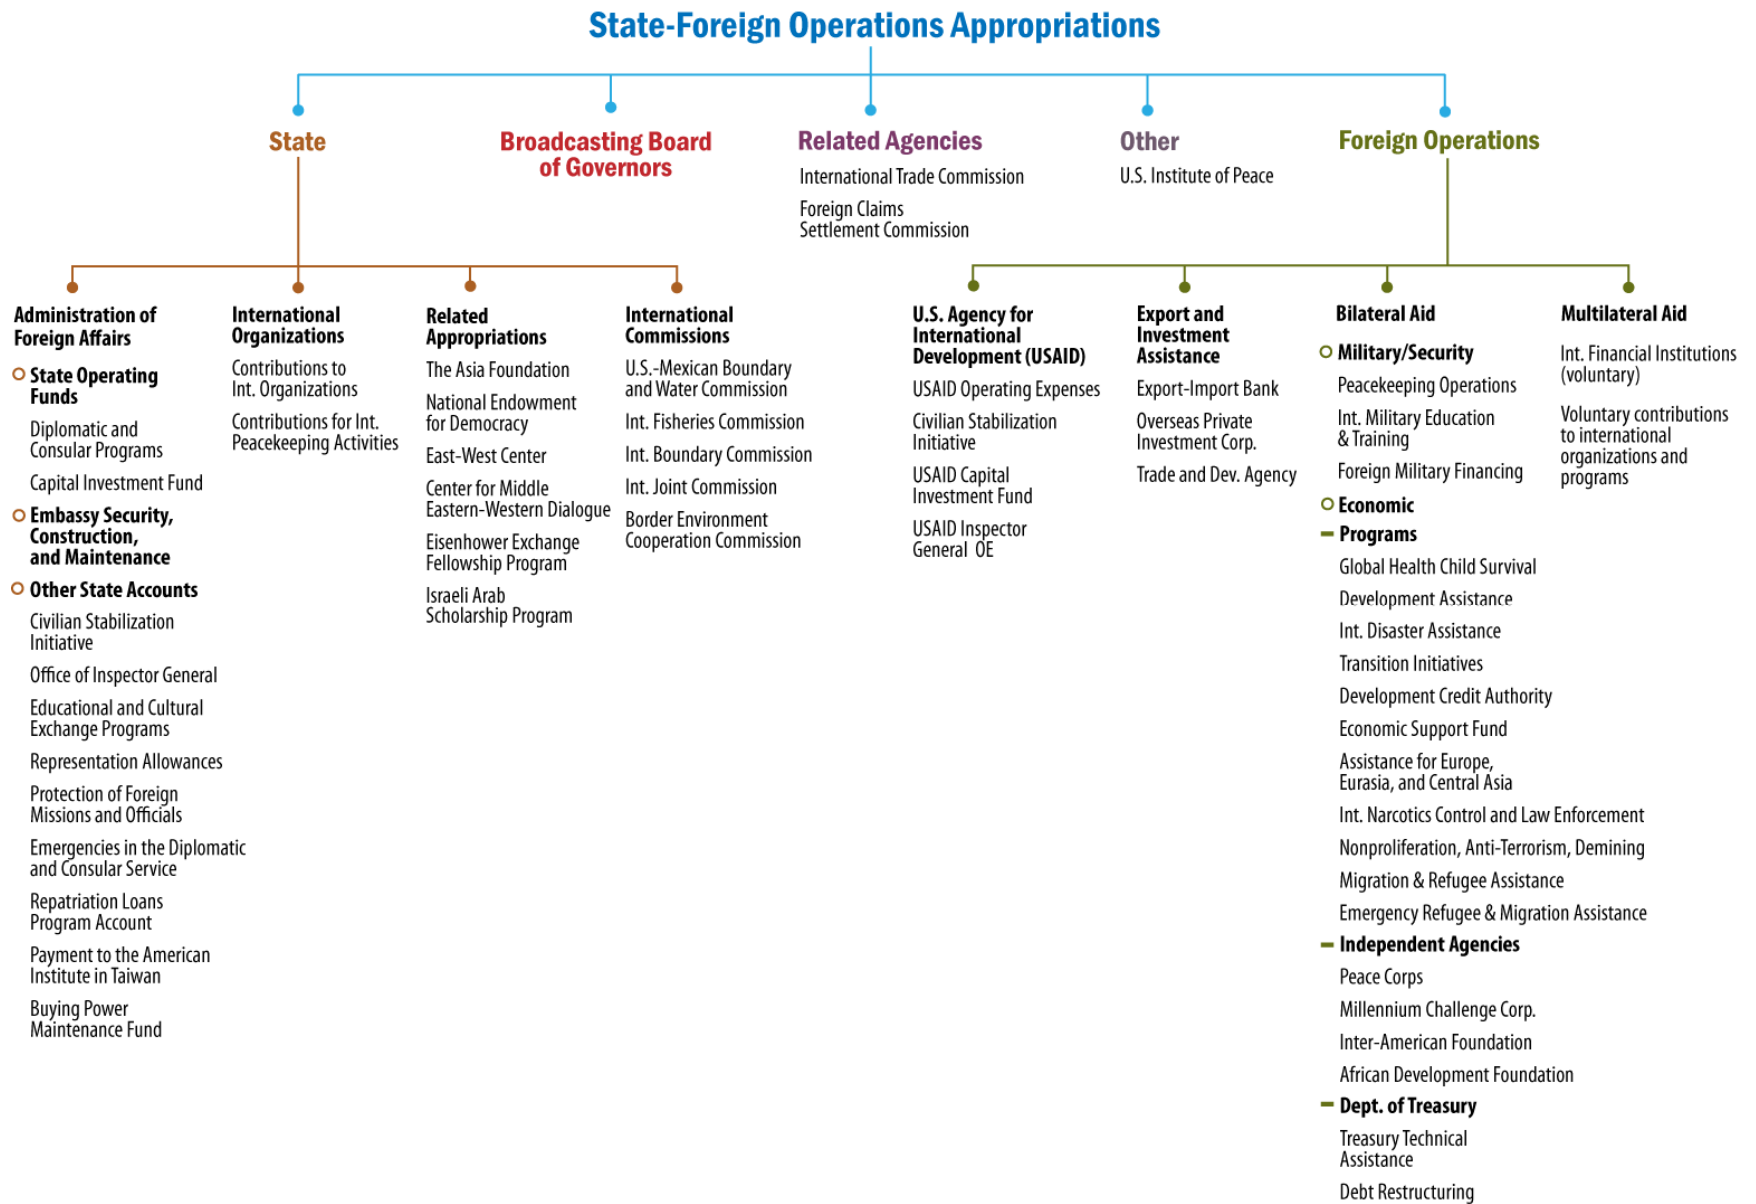 State-Foreign Operations Appropriations
State
Broadcasting Board
of Governors
Related Agencies
International Trade Commission
Foreign Claims
Settlement Commission
Other
U.S. Institute of Peace
Foreign Operations
Administration of
Foreign Affairs
State Operating
Funds
Diplomatic and
Consular Programs
Capital Investment Fund
Embassy Security,
Construction,
and Maintenance
Other State Accounts
Civilian Stabilization
Initiative
Office of Inspector General
Educational and Cultural
Exchange Programs
Representation Allowances
Protection of Foreign
Missions and Officials
Emergencies in the Diplomatic
and Consular Service
Repatriation Loans
Program Account
Payment to the American
Institute in Taiwan
Buying Power
Maintenance Fund
International
Organizations
Contributions to
Int. Organizations
Contributions for Int.
Peacekeeping Activities
Related
Appropriations
The Asia Foundation
National Endowment
for Democracy
East-West Center
Center for Middle
Eastern-Western Dialogue
Eisenhower Exchange
Fellowship Program
Israeli Arab
Scholarship Program
International
Commissions
U.S.-Mexican Boundary
and Water Commission
Int. Fisheries Commission
Int. Boundary Commission
Int. Joint Commission
Border Environment
Cooperation Commission
U.S. Agency for
International
Development (USAID)
USAID Operating Expenses
Civilian Stabilization
Initiative
USAID Capital
Investment Fund
USAID Inspector
General OE
Export and
Investment
Assistance
Export-Import Bank
Overseas Private
Investment Corp.
Trade and Dev. Agency
Bilateral Aid
Military/Security
Peacekeeping Operations
Int. Military Education
& Training
Foreign Military Financing
Economic
Programs
Global Health Child Survival
Development Assistance
Int. Disaster Assistance
Transition Initiatives
Development Credit Authority
Economic Support Fund
Assistance for Europe,
Eurasia, and Central Asia
Int. Narcotics Control and Law Enforcement
Nonproliferation, Anti-Terrorism, Demining
Migration & Refugee Assistance
Emergency Refugee & Migration Assistance
Independent Agencies
Peace Corps
Millennium Challenge Corp.
Inter-American Foundation
African Development Foundation
Dept. of Treasury
Treasury Technical
Assistance
Debt Restructuring
Multilateral Aid
Int. Financial Institutions
(voluntary)
Voluntary contributions
to international
organizations and
programs